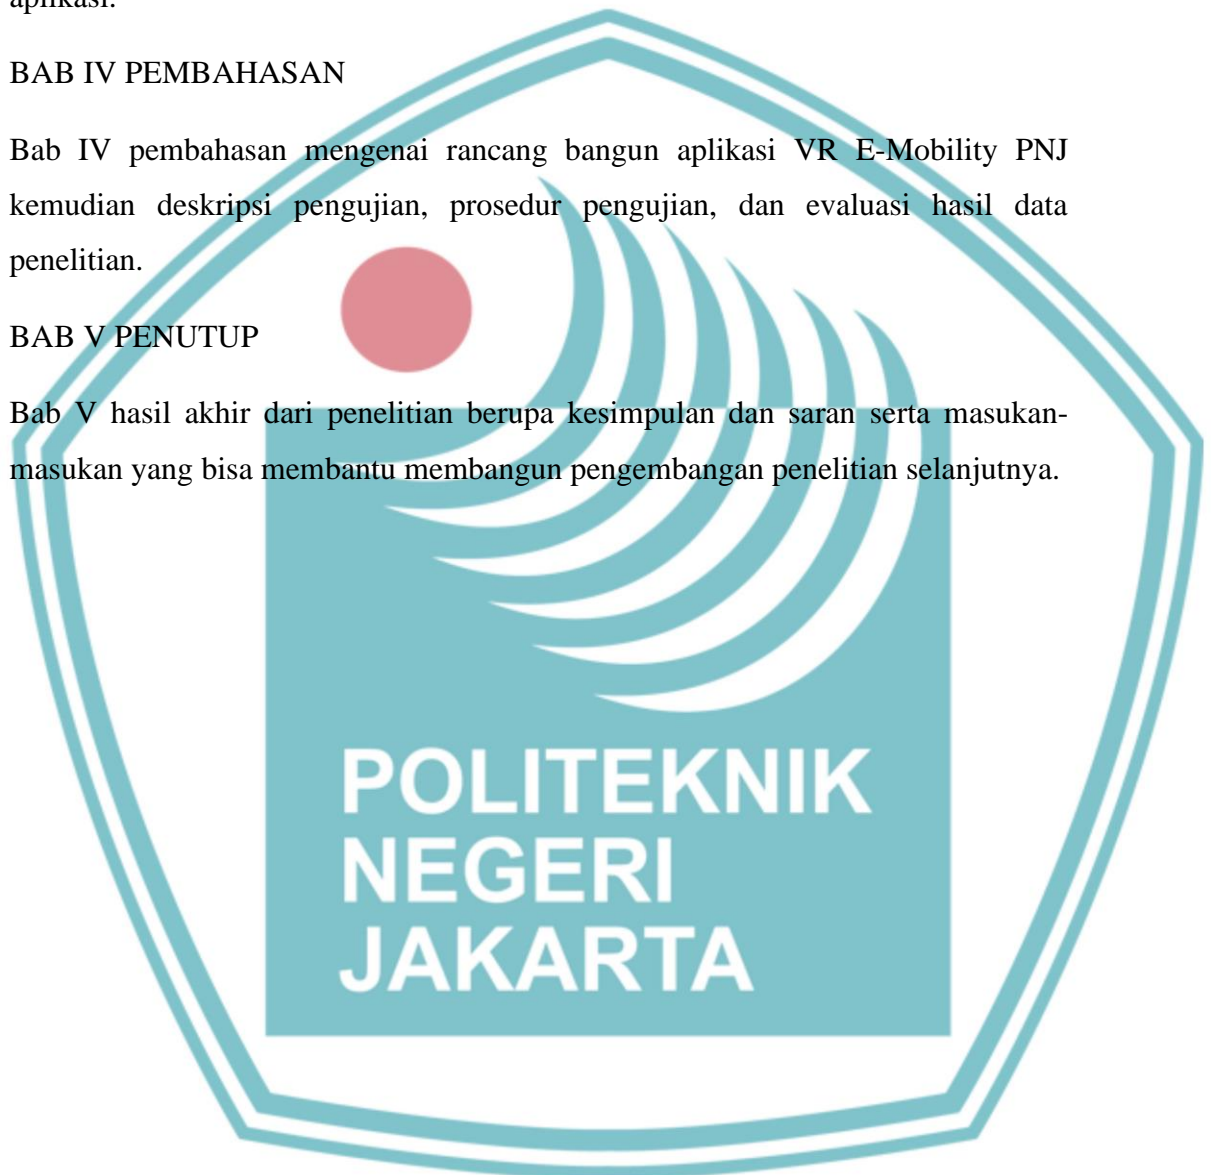 aplikasi.
BAB IV PEMBAHASAN
Bab IV pembahasan mengenai rancang bangun aplikasi VR E-Mobility PNJ
kemudian deskripsi pengujian, prosedur pengujian, dan evaluasi hasil data
penelitian.
BAB V PENUTUP
Bab V hasil akhir dari penelitian berupa kesimpulan dan saran serta masukan-
masukan yang bisa membantu membangun pengembangan penelitian selanjutnya.
POLITEKNIK
NEGERI
JAKARTA